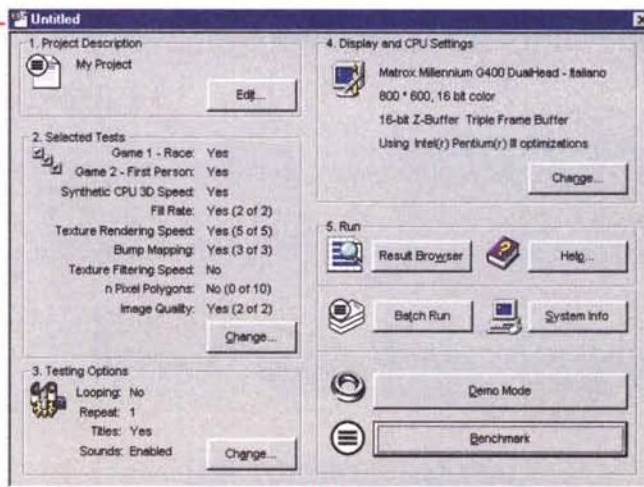 Untitled
1. Project Description
My Project
Edit...
2. Selected Tests
Game 1 - Race: Yes
Game 2 - First Person: Yes
Synthetic CPU 3D Speed: Yes
Fill Rate: Yes (2 of 2)
Texture Rendering Speed: Yes (5 of 5)
Bump Mapping: Yes (3 of 3)
Texture Filtering Speed: No
n Pixel Polygons: No (0 of 10)
Image Quality: Yes (2 of 2)
Change...
3. Testing Options
Looping: No
Repeat: 1
Titles: Yes
Sounds: Enabled
Change...
4. Display and CPU Settings
Matrox Millennium G400 DualHead - Italiano
800 * 600, 16 bit color
16-bit Z-Buffer Triple Frame Buffer
Using Intel(r) Pentium(r) III optimizations
Change...
5. Run
Result Browser
Help...
Batch Run
System Info
Demo Mode
Benchmark